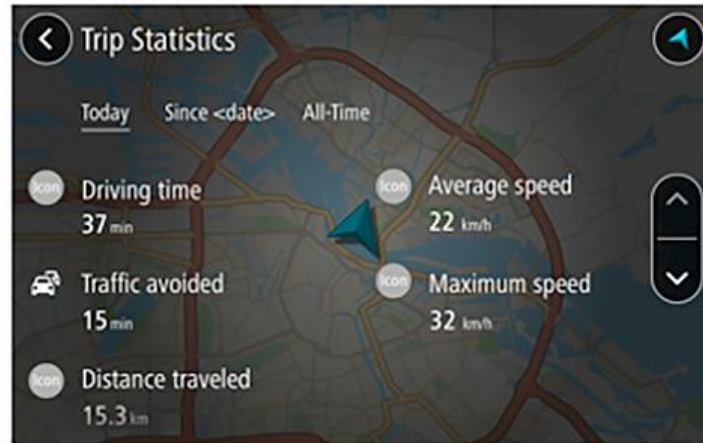 Trip Statistics
Today Since <date> All-Time
Icon Driving time
37 min
Icon Average speed
22 km/h
Traffic avoided
15 min
Icon Maximum speed
32 km/h
Icon Distance traveled
15.3 km